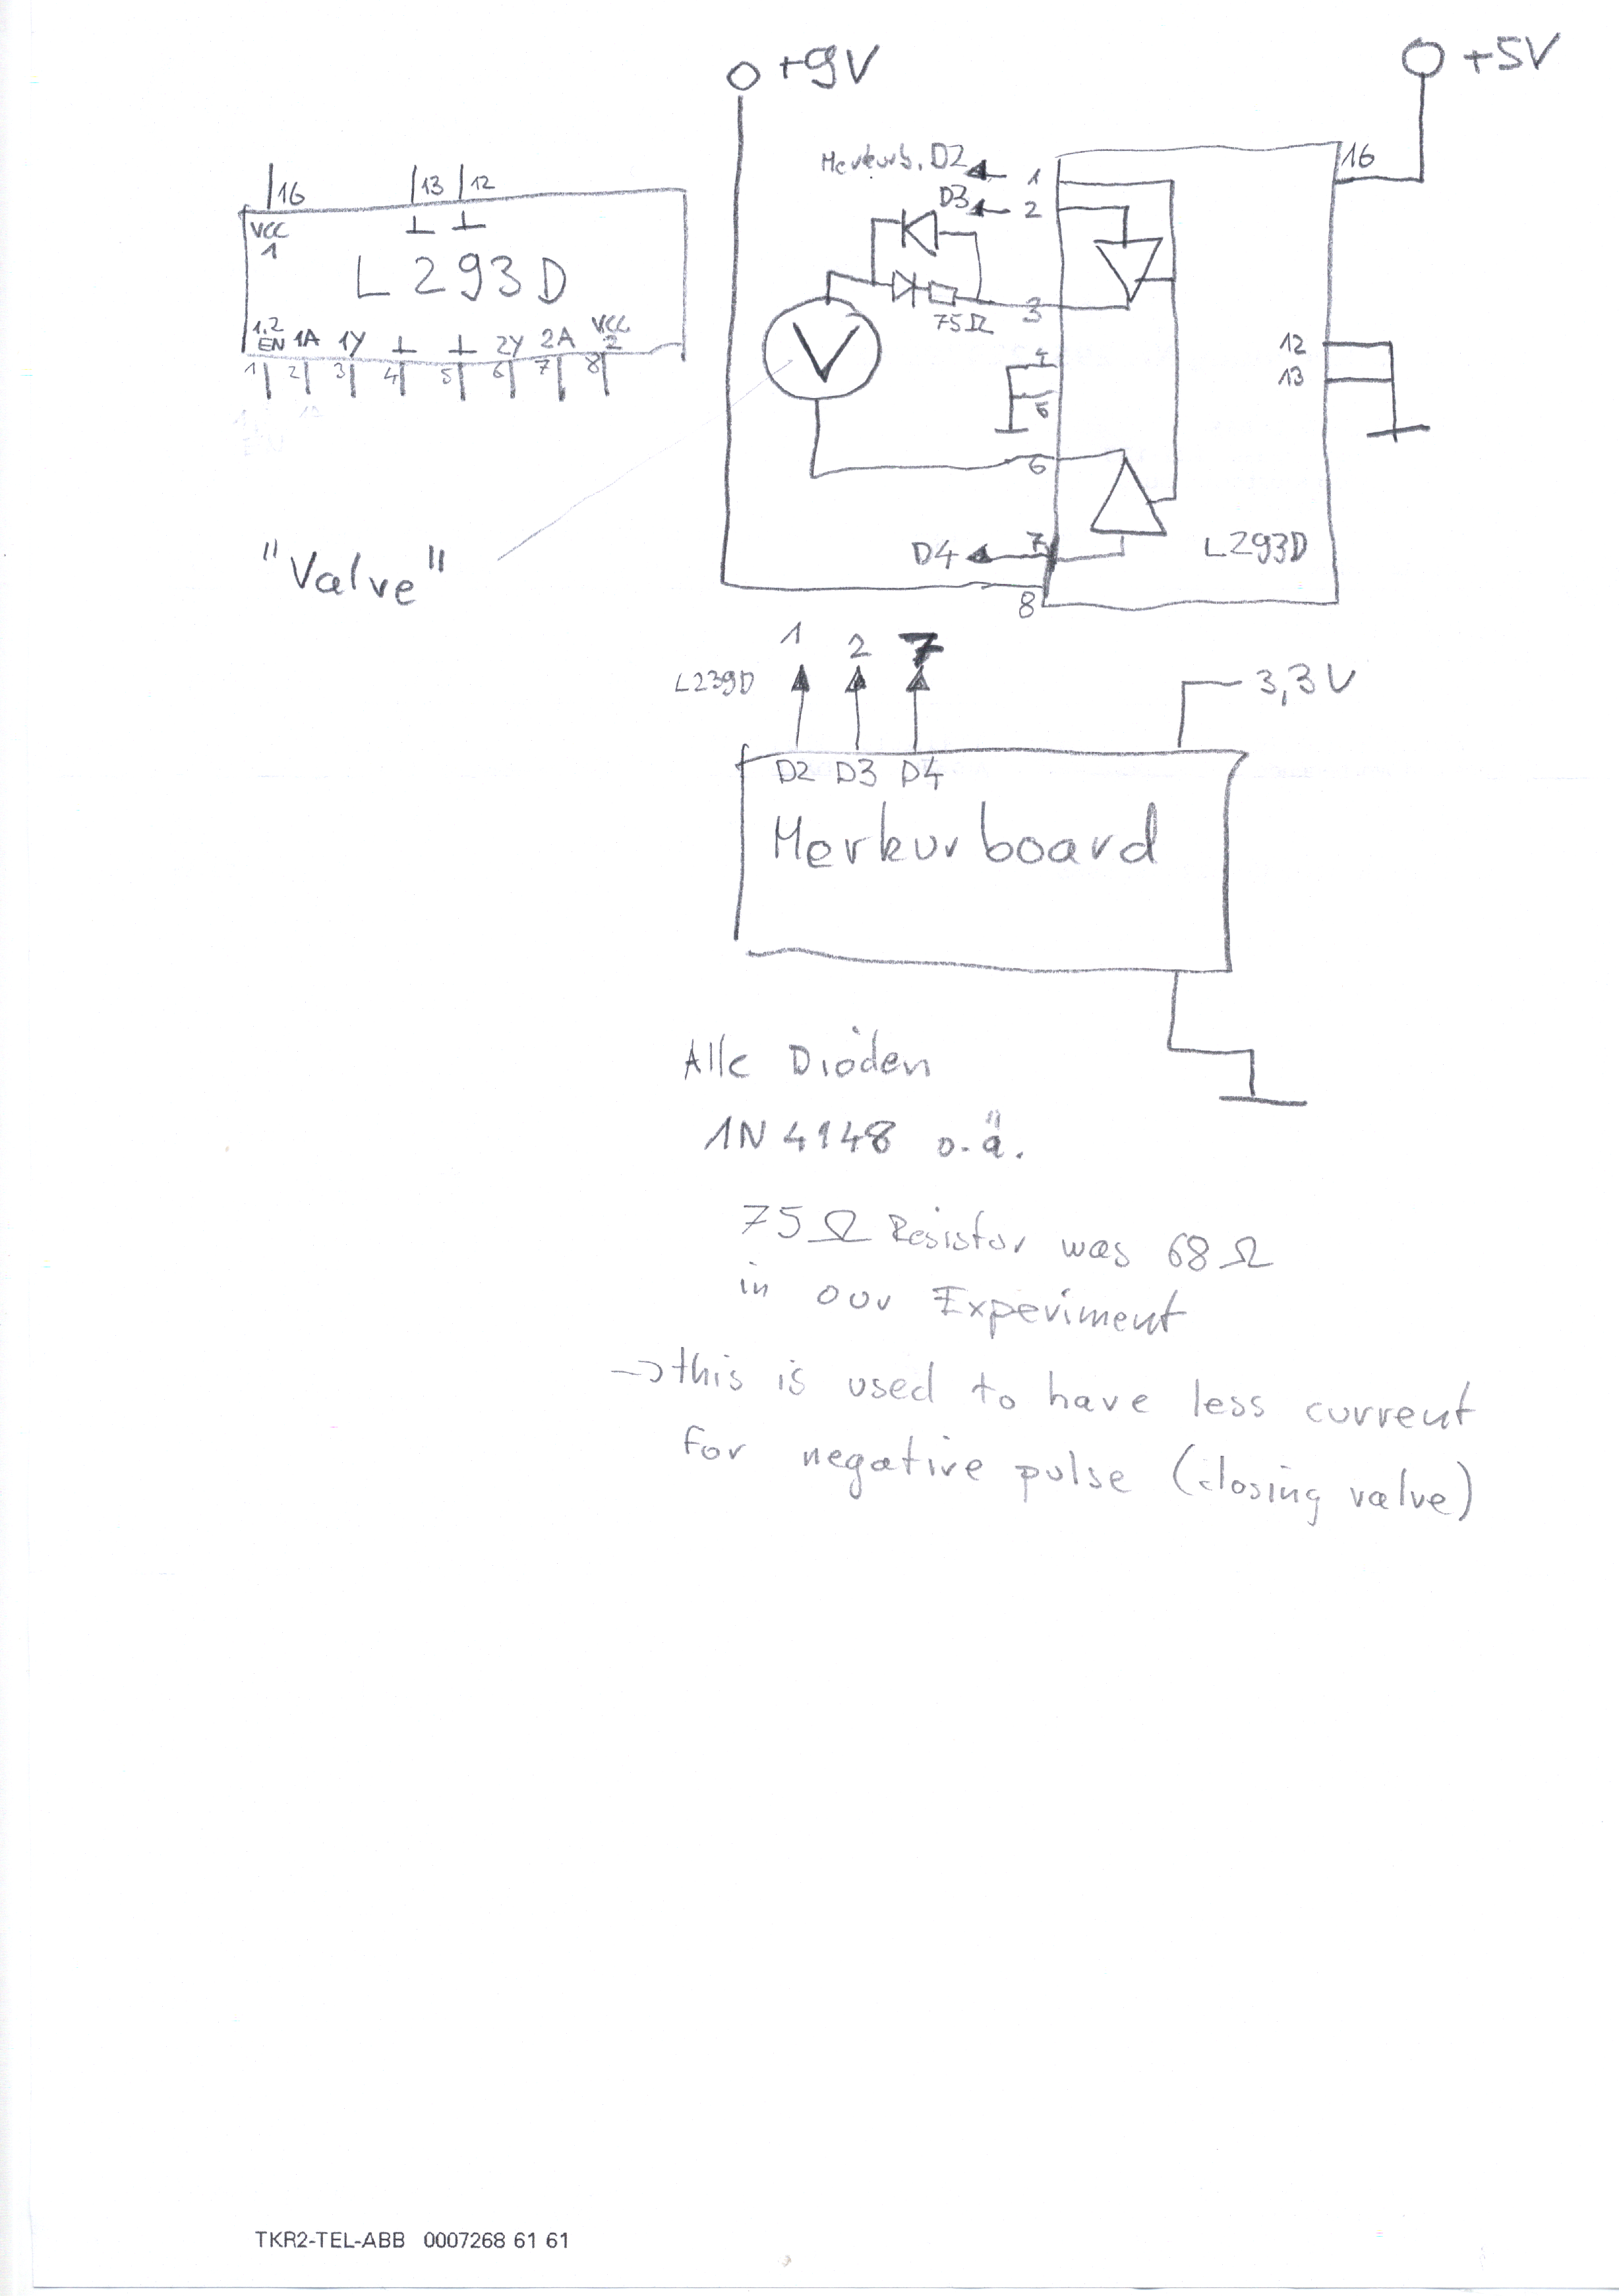 +9V
+5V
Merkurb. D2
1
16
D3
2
16
13
12
VCC
1
L293D
75Ω
3
1,2
EN
1A
1Y
2Y
2A
VCC
2
1
2
3
4
5
6
7
8
V
4
5
12
13
6
"Valve"
D4
7
L293D
8
1
2
7
L239D
3,3V
D2 D3 D4
Merkurboard
Alle Dioden
1N4148 o.ä.
75Ω Resistor was 68Ω
in our Experiment
→ this is used to have less current
for negative pulse (closing valve)
TKR2-TEL-ABB 0007268 61 61